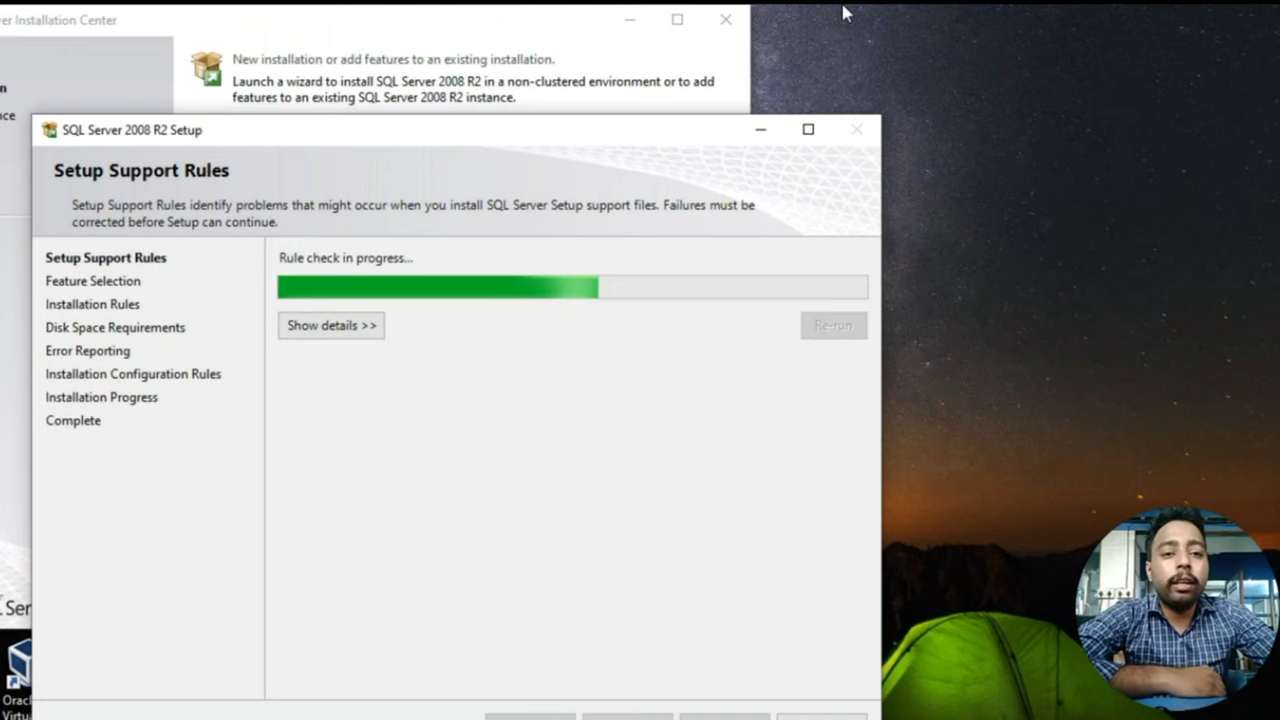 er Installation Center
New installation or add features to an existing installation.
Launch a wizard to install SQL Server 2008 R2 in a non-clustered environment or to add
features to an existing SQL Server 2008 R2 instance.
n
ce
SQL Server 2008 R2 Setup
Setup Support Rules
Setup Support Rules identify problems that might occur when you install SQL Server Setup support files. Failures must be
corrected before Setup can continue.
Setup Support Rules
Feature Selection
Installation Rules
Disk Space Requirements
Error Reporting
Installation Configuration Rules
Installation Progress
Complete
Rule check in progress...
Show details >>
Re-run
Ser
Orac
Virtu